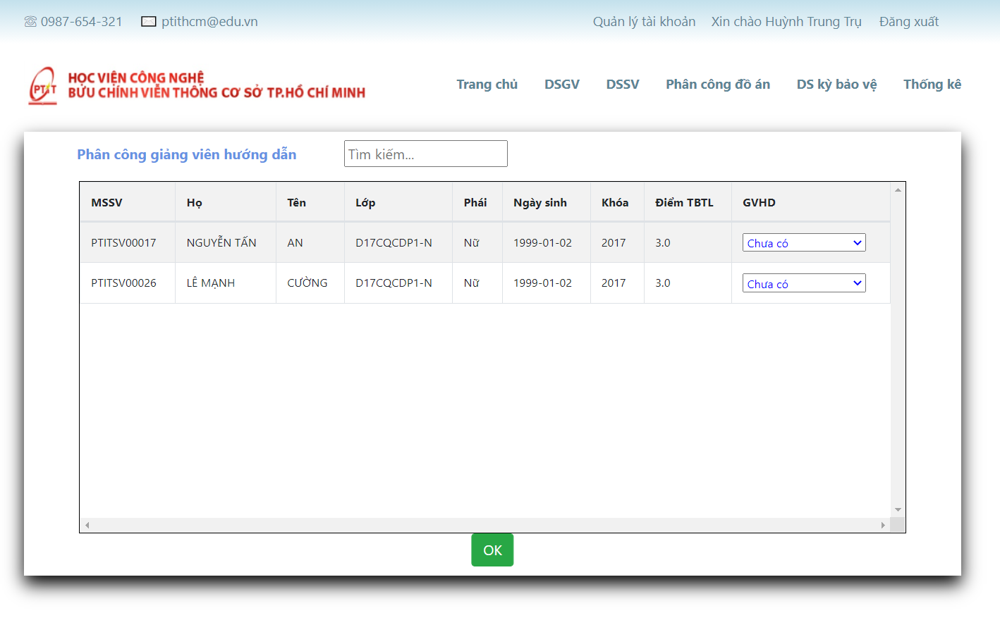 0987-654-321 ptithcm@edu.vn Quản lý tài khoản Xin chào Huỳnh Trung Trụ Đăng xuất
PTIT HỌC VIỆN CÔNG NGHỆ
BƯU CHÍNH VIỄN THÔNG CƠ SỞ TP.HỒ CHÍ MINH
Trang chủ DSGV DSSV Phân công đồ án DS kỳ bảo vệ Thống kê
Phân công giảng viên hướng dẫn Tìm kiếm...
MSSV Họ Tên Lớp Phái Ngày sinh Khóa Điểm TBTL GVHD
PTITSV00017 NGUYỄN TẤN AN D17CQCDP1-N Nữ 1999-01-02 2017 3.0 Chưa có
PTITSV00026 LÊ MẠNH CƯỜNG D17CQCDP1-N Nữ 1999-01-02 2017 3.0 Chưa có
OK